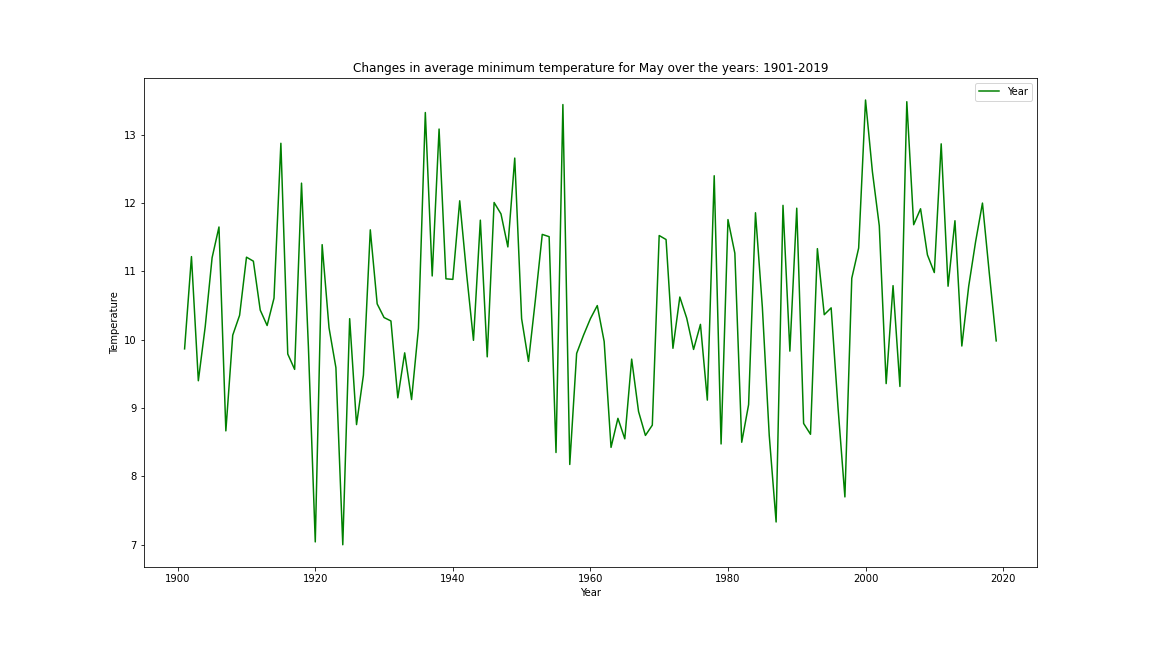 Changes in average minimum temperature for May over the years: 1901-2019
Year
13
12
11
10
9
8
7
Temperature
1900 1920 1940 1960 1980 2000 2020
Year